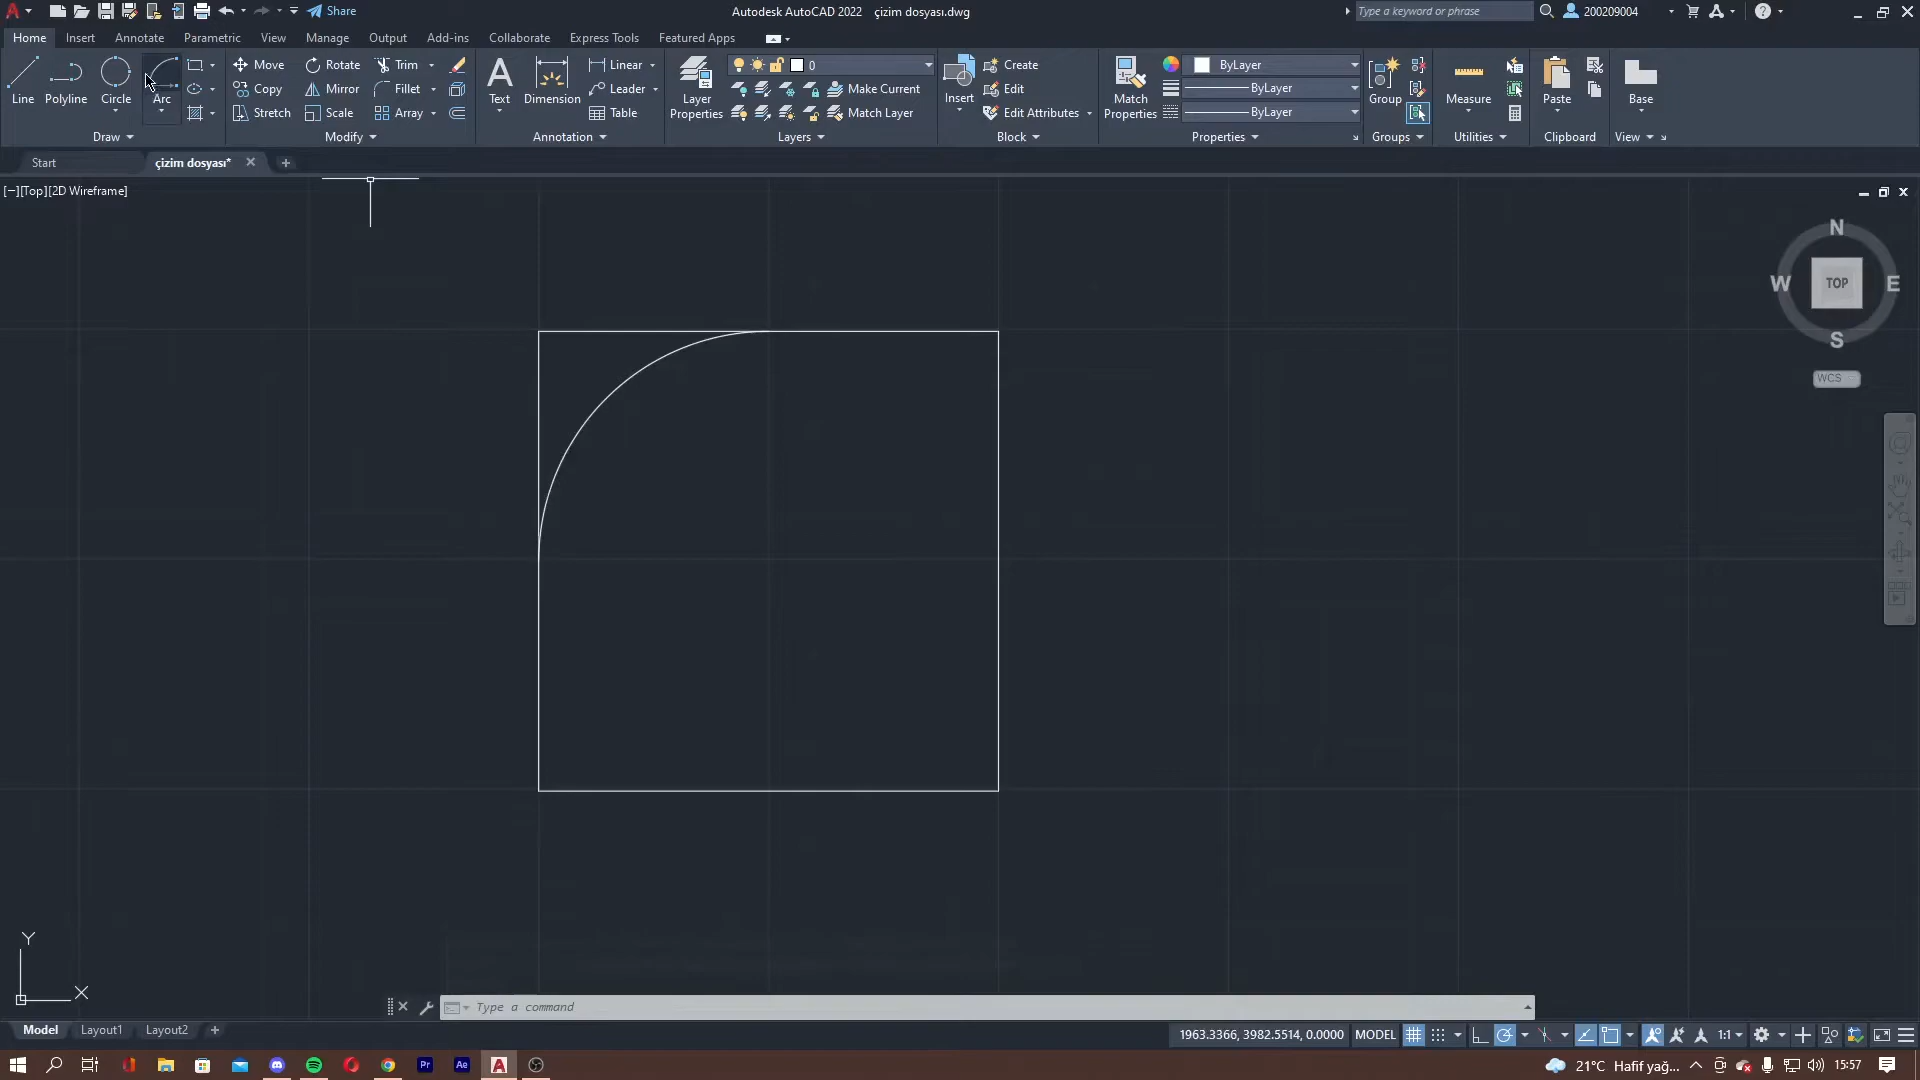 Share
Autodesk AutoCAD 2022 çizim dosyası.dwg
Type a keyword or phrase
200209004
Home Insert Annotate Parametric View Manage Output Add-ins Collaborate Express Tools Featured Apps
Line Polyline Circle Arc
Move Rotate Trim
Copy Mirror Fillet
Stretch Scale Array
Text Dimension
Linear
Leader
Table
Layer Properties
0
Make Current
Match Layer
Insert
Create
Edit
Edit Attributes
Match Properties
ByLayer
ByLayer
ByLayer
Group
Measure
Paste
Base
Draw Modify Annotation Layers Block Properties Groups Utilities Clipboard View
Start çizim dosyası*
[−][Top][2D Wireframe]
N
W TOP E
S
WCS
Y
X
Type a command
Model Layout1 Layout2
1963.3366, 3982.5514, 0.0000 MODEL 1:1
Pr Ae A 21°C Hafif yağ... 15:57